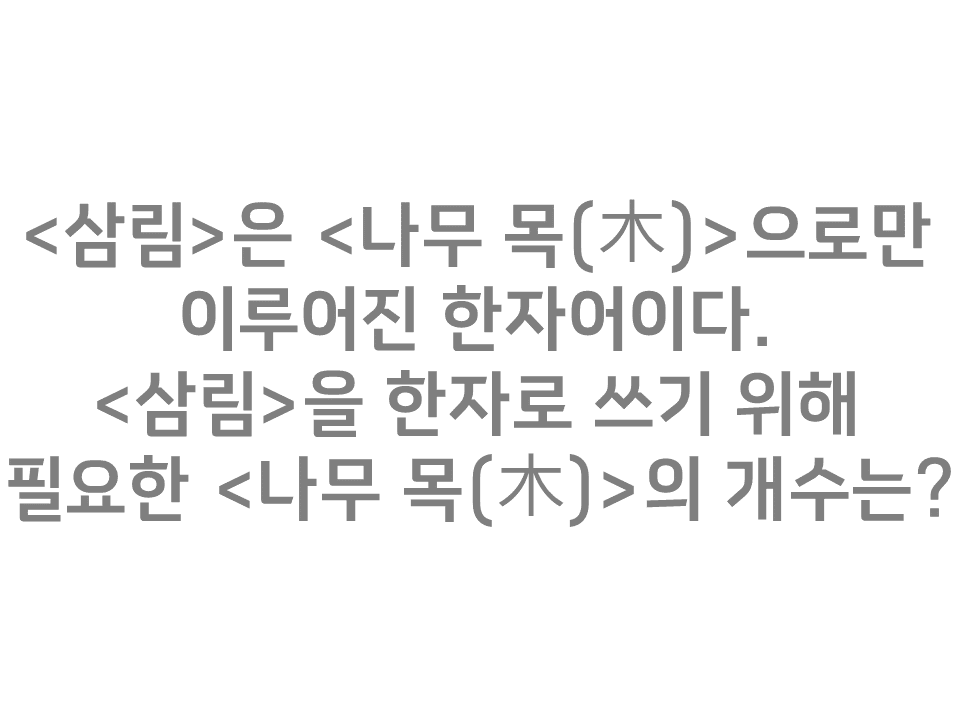 <삼림>은 <나무 목(木)>으로만
이루어진 한자어이다.
<삼림>을 한자로 쓰기 위해
필요한 <나무 목(木)>의 개수는?